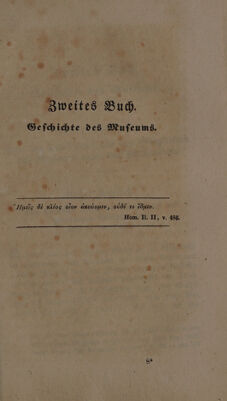 Zweites Buch.
Geschichte des Museums.
Ἡμεῖς δὲ κλέος οἶον ἀκούομεν, οὐδέ τι ἴδμεν.
Hom. Il. II, v. 486.
8*